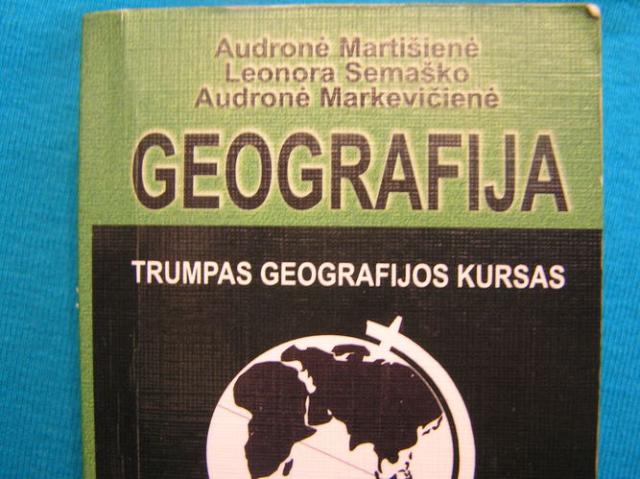 Audronė Martišienė
Leonora Semaško
Audronė Markevičienė
GEOGRAFIJA
TRUMPAS GEOGRAFIJOS KURSAS